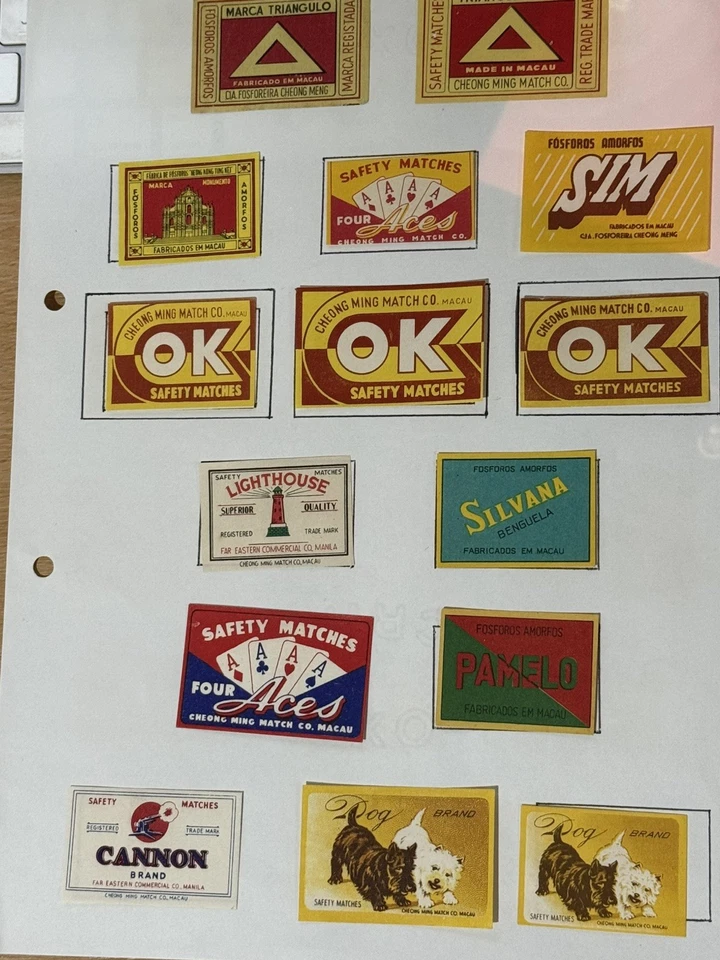 FÓSFOROS AMORFOS
MARCA TRIANGULO
MARCA REGISTADA
FABRICADO EM MACAU
CIA. FOSFOREIRA CHEONG MENG
SAFETY MATCHES
REG. TRADE MAR
MADE IN MACAU
CHEONG MING MATCH CO.
FÁBRICA DE FÓSFOROS
MARCA MONUMENTO
FÓSFOROS
AMORFOS
FABRICADOS EM MACAU
SAFETY MATCHES
A A A A
FOUR Aces
CHEONG MING MATCH CO.
FÓSFOROS AMORFOS
SIM
FABRICADOS EM MACAU
CIA. FOSFOREIRA CHEONG MENG
CHEONG MING MATCH CO. MACAU
OK
SAFETY MATCHES
CHEONG MING MATCH CO. MACAU
OK
SAFETY MATCHES
CHEONG MING MATCH CO. MACAU
OK
SAFETY MATCHES
SAFETY MATCHES
LIGHTHOUSE
SUPERIOR QUALITY
REGISTERED TRADE MARK
FAR EASTERN COMMERCIAL CO, MANILA
CHEONG MING MATCH CO, MACAU
FOSFOROS AMORFOS
SILVANA
BENGUELA
FABRICADOS EM MACAU
SAFETY MATCHES
A A A A
FOUR Aces
CHEONG MING MATCH CO. MACAU
FOSFOROS AMORFOS
PAMELO
FABRICADOS EM MACAU
SAFETY MATCHES
REGISTERED TRADE MARK
CANNON
BRAND
FAR EASTERN COMMERCIAL CO, MANILA
CHEONG MING MATCH CO., MACAU
Dog BRAND
SAFETY MATCHES
CHEONG MING MATCH CO. MACAU
Dog BRAND
SAFETY MATCHES
CHEONG MING MATCH CO. MACAU